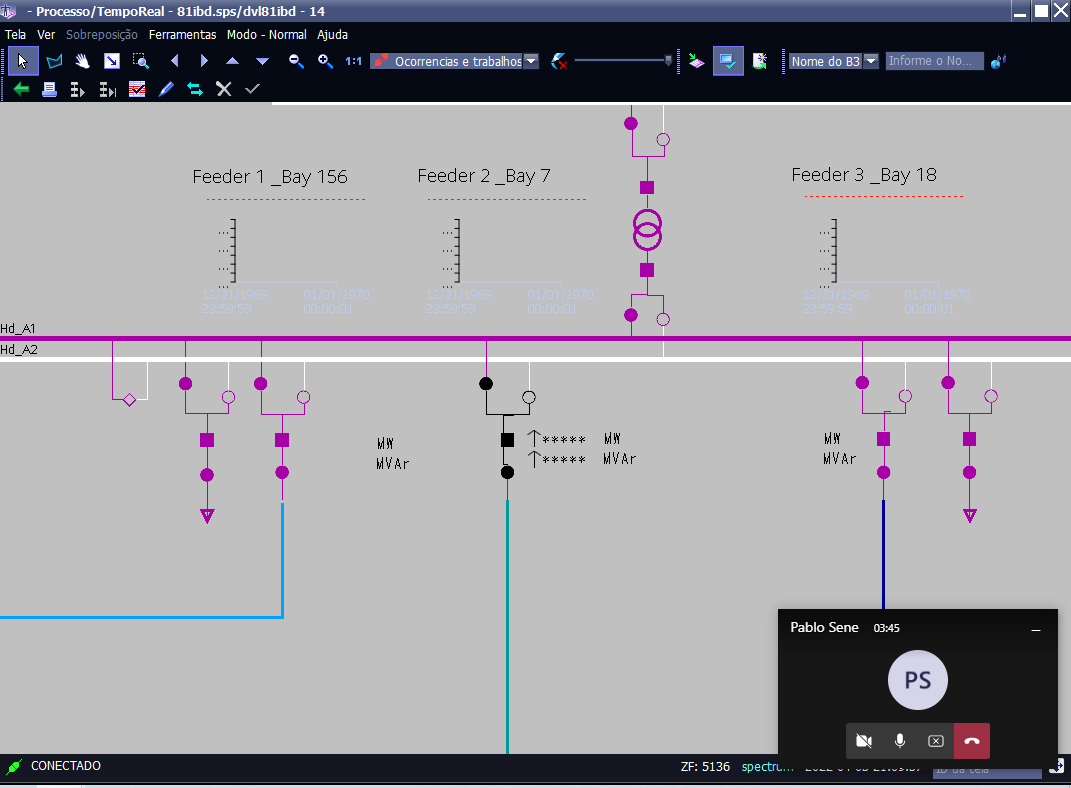 - Processo/TempoReal - 81ibd.sps/dvl81ibd - 14
Tela Ver Sobreposição Ferramentas Modo - Normal Ajuda
1:1 Ocorrencias e trabalhos Nome do B3 Informe o No...
Feeder 1 _Bay 156
Feeder 2 _Bay 7
Feeder 3 _Bay 18
12/31/1969 01/01/1970
23:59:59 00:00:01
12/31/1969 01/01/1970
23:59:59 00:00:01
12/31/1969 01/01/1970
23:59:59 00:00:01
Hd_A1
Hd_A2
MW
MVAr
***** MW
***** MVAr
MW
MVAr
Pablo Sene 03:45
PS
CONECTADO
ZF: 5136
ID da tela